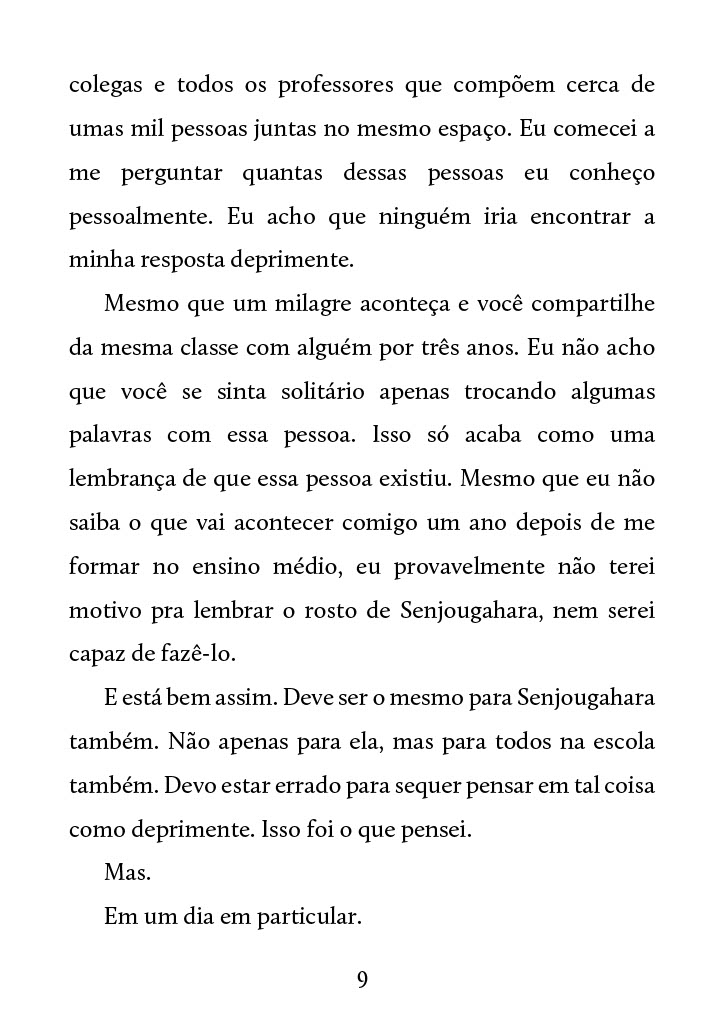 colegas e todos os professores que compõem cerca de
umas mil pessoas juntas no mesmo espaço. Eu comecei a
me perguntar quantas dessas pessoas eu conheço
pessoalmente. Eu acho que ninguém iria encontrar a
minha resposta deprimente.
Mesmo que um milagre aconteça e você compartilhe
da mesma classe com alguém por três anos. Eu não acho
que você se sinta solitário apenas trocando algumas
palavras com essa pessoa. Isso só acaba como uma
lembrança de que essa pessoa existiu. Mesmo que eu não
saiba o que vai acontecer comigo um ano depois de me
formar no ensino médio, eu provavelmente não terei
motivo pra lembrar o rosto de Senjougahara, nem serei
capaz de fazê-lo.
E está bem assim. Deve ser o mesmo para Senjougahara
também. Não apenas para ela, mas para todos na escola
também. Devo estar errado para sequer pensar em tal coisa
como deprimente. Isso foi o que pensei.
Mas.
Em um dia em particular.
9